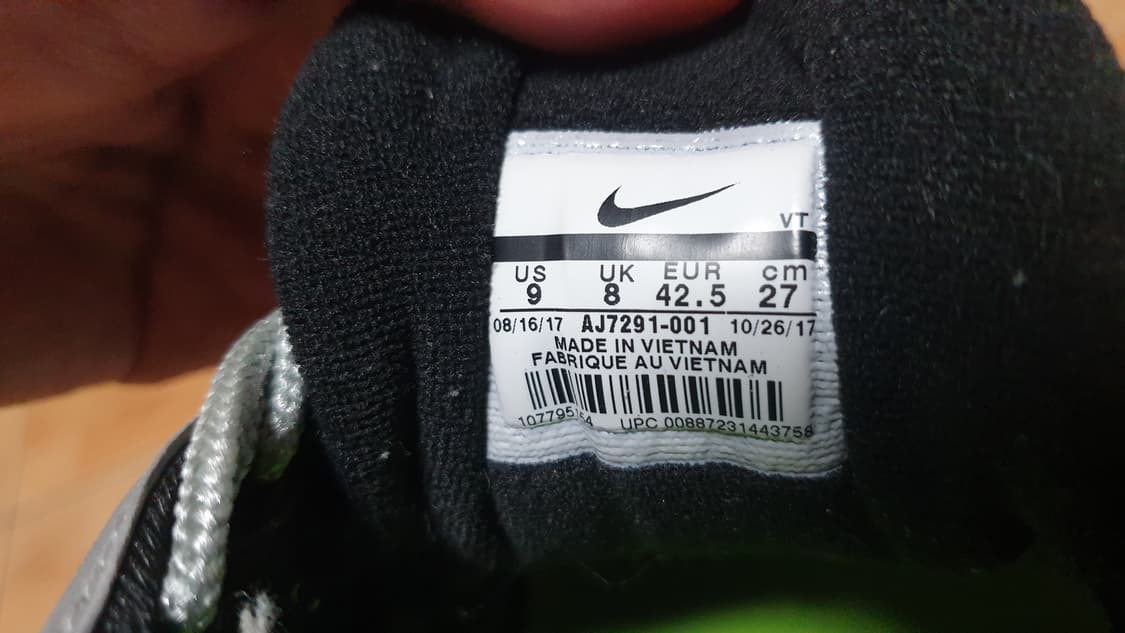 VT
US UK EUR cm
9 8 42.5 27
08/16/17 AJ7291-001 10/26/17
MADE IN VIETNAM
FABRIQUE AU VIETNAM
UPC 00887231443758